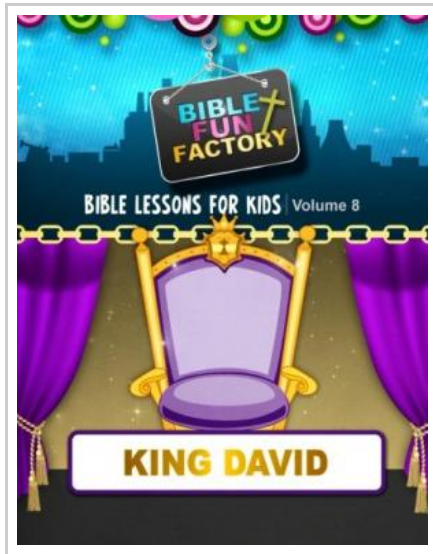 BIBLE
FUN
FACTORY
BIBLE LESSONS FOR KIDS | Volume 8
KING DAVID